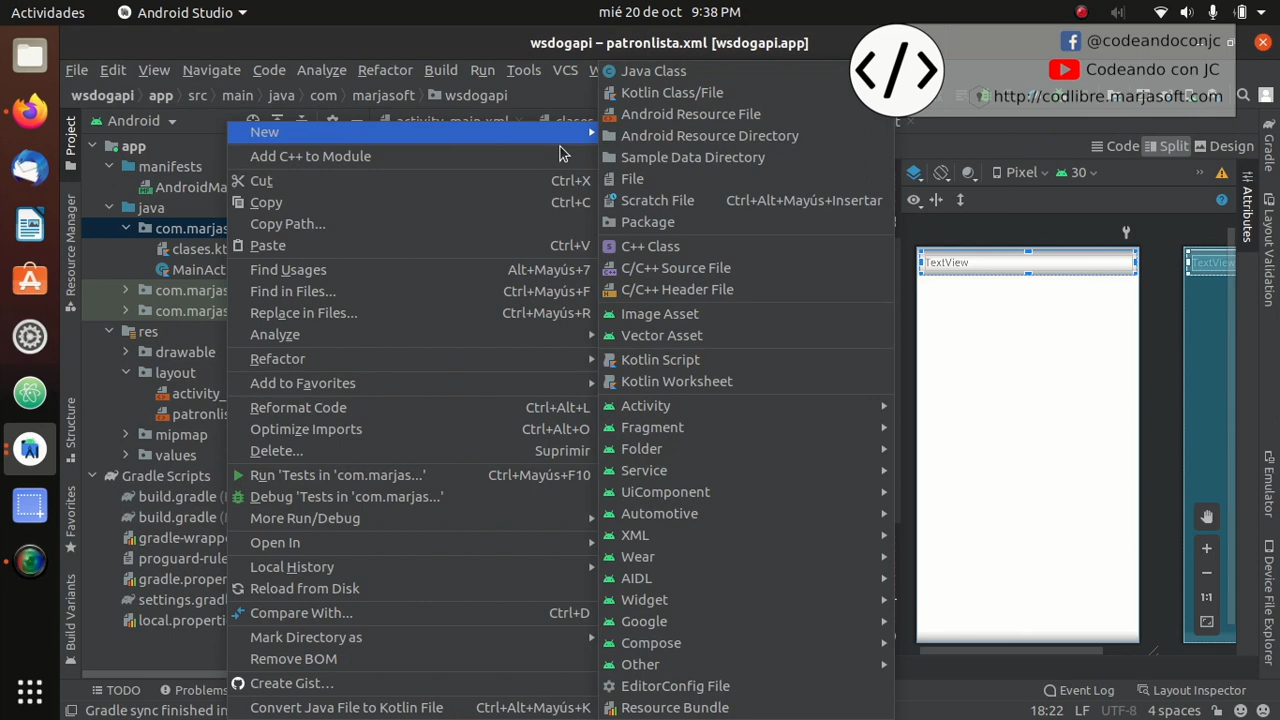 Actividades
Android Studio
mié 20 de oct 9:38 PM
wsdogapi – patronlista.xml [wsdogapi.app]
@codeandoconjc
Codeando con JC
http://codlibre.marjasoft.com
File Edit View Navigate Code Analyze Refactor Build Run Tools VCS
wsdogapi app src main java com marjasoft wsdogapi
Android
activity_main.xml
Code Split Design
Pixel 30
app
manifests
AndroidMa
java
com.marjas
clases.kt
MainAct
com.marjas
com.marjas
res
drawable
layout
activity_
patronlis
mipmap
values
Gradle Scripts
build.gradle (
build.gradle (
gradle-wrapp
proguard-rule
gradle.proper
settings.gradl
local.properti
New
Add C++ to Module
Cut Ctrl+X
Copy Ctrl+C
Copy Path...
Paste Ctrl+V
Find Usages Alt+Mayús+7
Find in Files... Ctrl+Mayús+F
Replace in Files... Ctrl+Mayús+R
Analyze
Refactor
Add to Favorites
Reformat Code Ctrl+Alt+L
Optimize Imports Ctrl+Alt+O
Delete... Suprimir
Run 'Tests in 'com.marjas...' Ctrl+Mayús+F10
Debug 'Tests in 'com.marjas...'
More Run/Debug
Open In
Local History
Reload from Disk
Compare With... Ctrl+D
Mark Directory as
Remove BOM
Create Gist...
Convert Java File to Kotlin File Ctrl+Alt+Mayús+K
Java Class
Kotlin Class/File
Android Resource File
Android Resource Directory
Sample Data Directory
File
Scratch File Ctrl+Alt+Mayús+Insertar
Package
C++ Class
C/C++ Source File
C/C++ Header File
Image Asset
Vector Asset
Kotlin Script
Kotlin Worksheet
Activity
Fragment
Folder
Service
UiComponent
Automotive
XML
Wear
AIDL
Widget
Google
Compose
Other
EditorConfig File
Resource Bundle
TextView
TextView
1:1
Project
Resource Manager
Structure
Favorites
Build Variants
Gradle
Attributes
Layout Validation
Emulator
Device File Explorer
TODO
Problems
Event Log
Layout Inspector
Gradle sync finished in
18:22 LF UTF-8 4 spaces